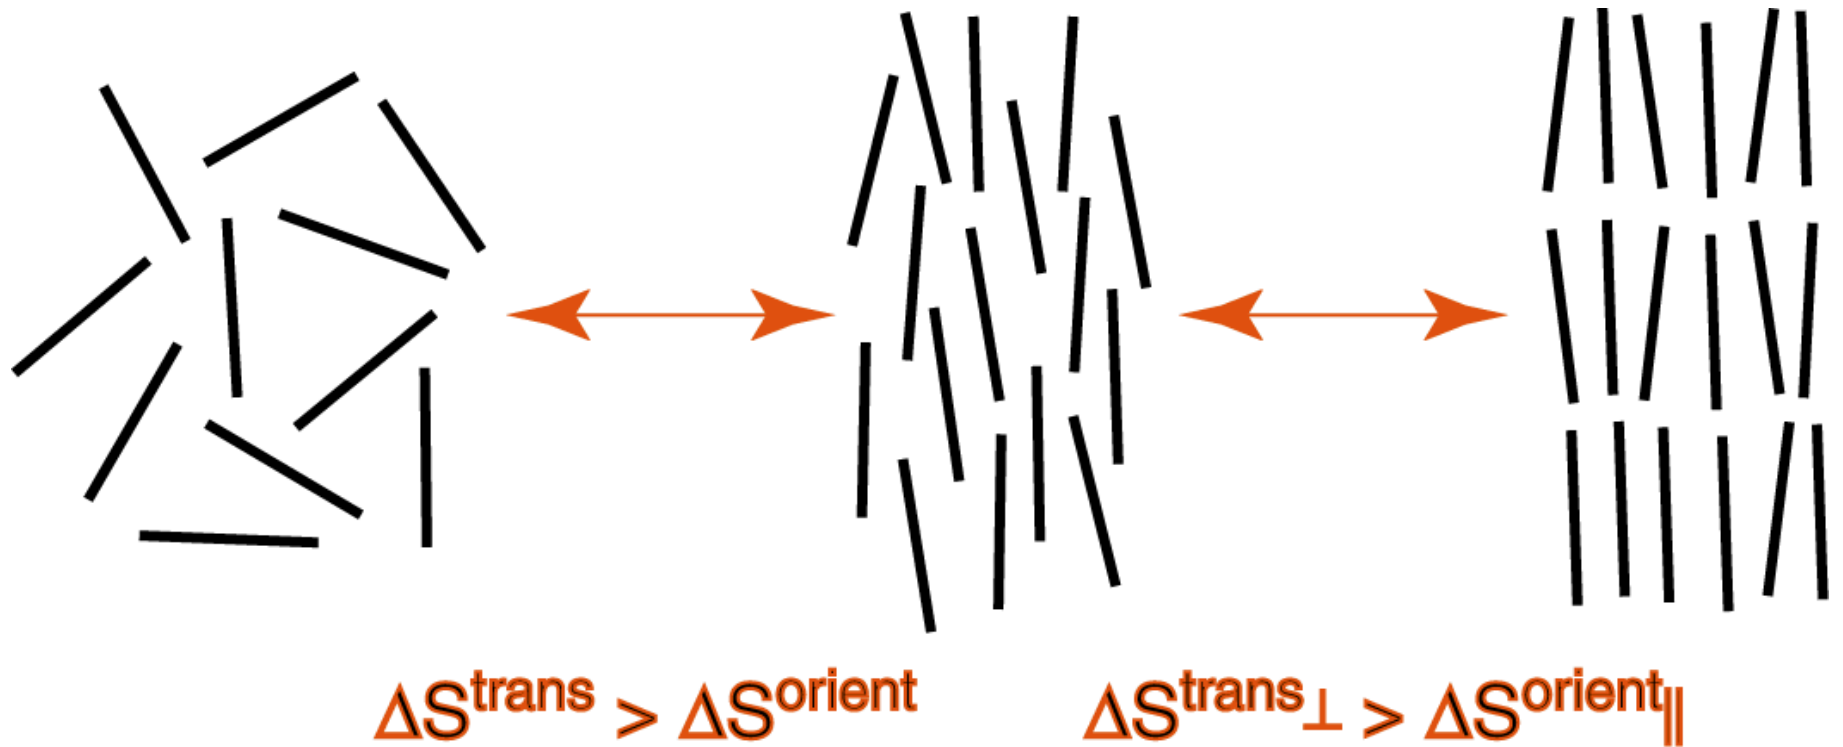 ΔS^trans > ΔS^orient
ΔS^trans⊥ > ΔS^orient∥